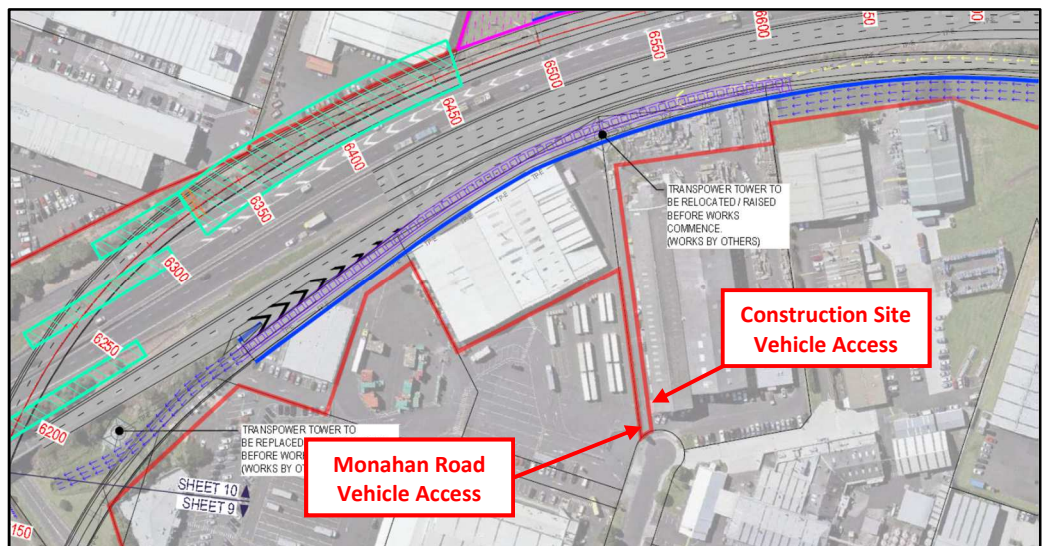 6600
6550
6500
6450
6400
6350
6300
6250
6200
150
TRANSPOWER TOWER TO
BE RELOCATED / RAISED
BEFORE WORKS
COMMENCE.
(WORKS BY OTHERS)
Construction Site
Vehicle Access
TRANSPOWER TOWER TO
BE REPLACED
BEFORE
(WORKS BY
Monahan Road
Vehicle Access
SHEET 10
SHEET 9